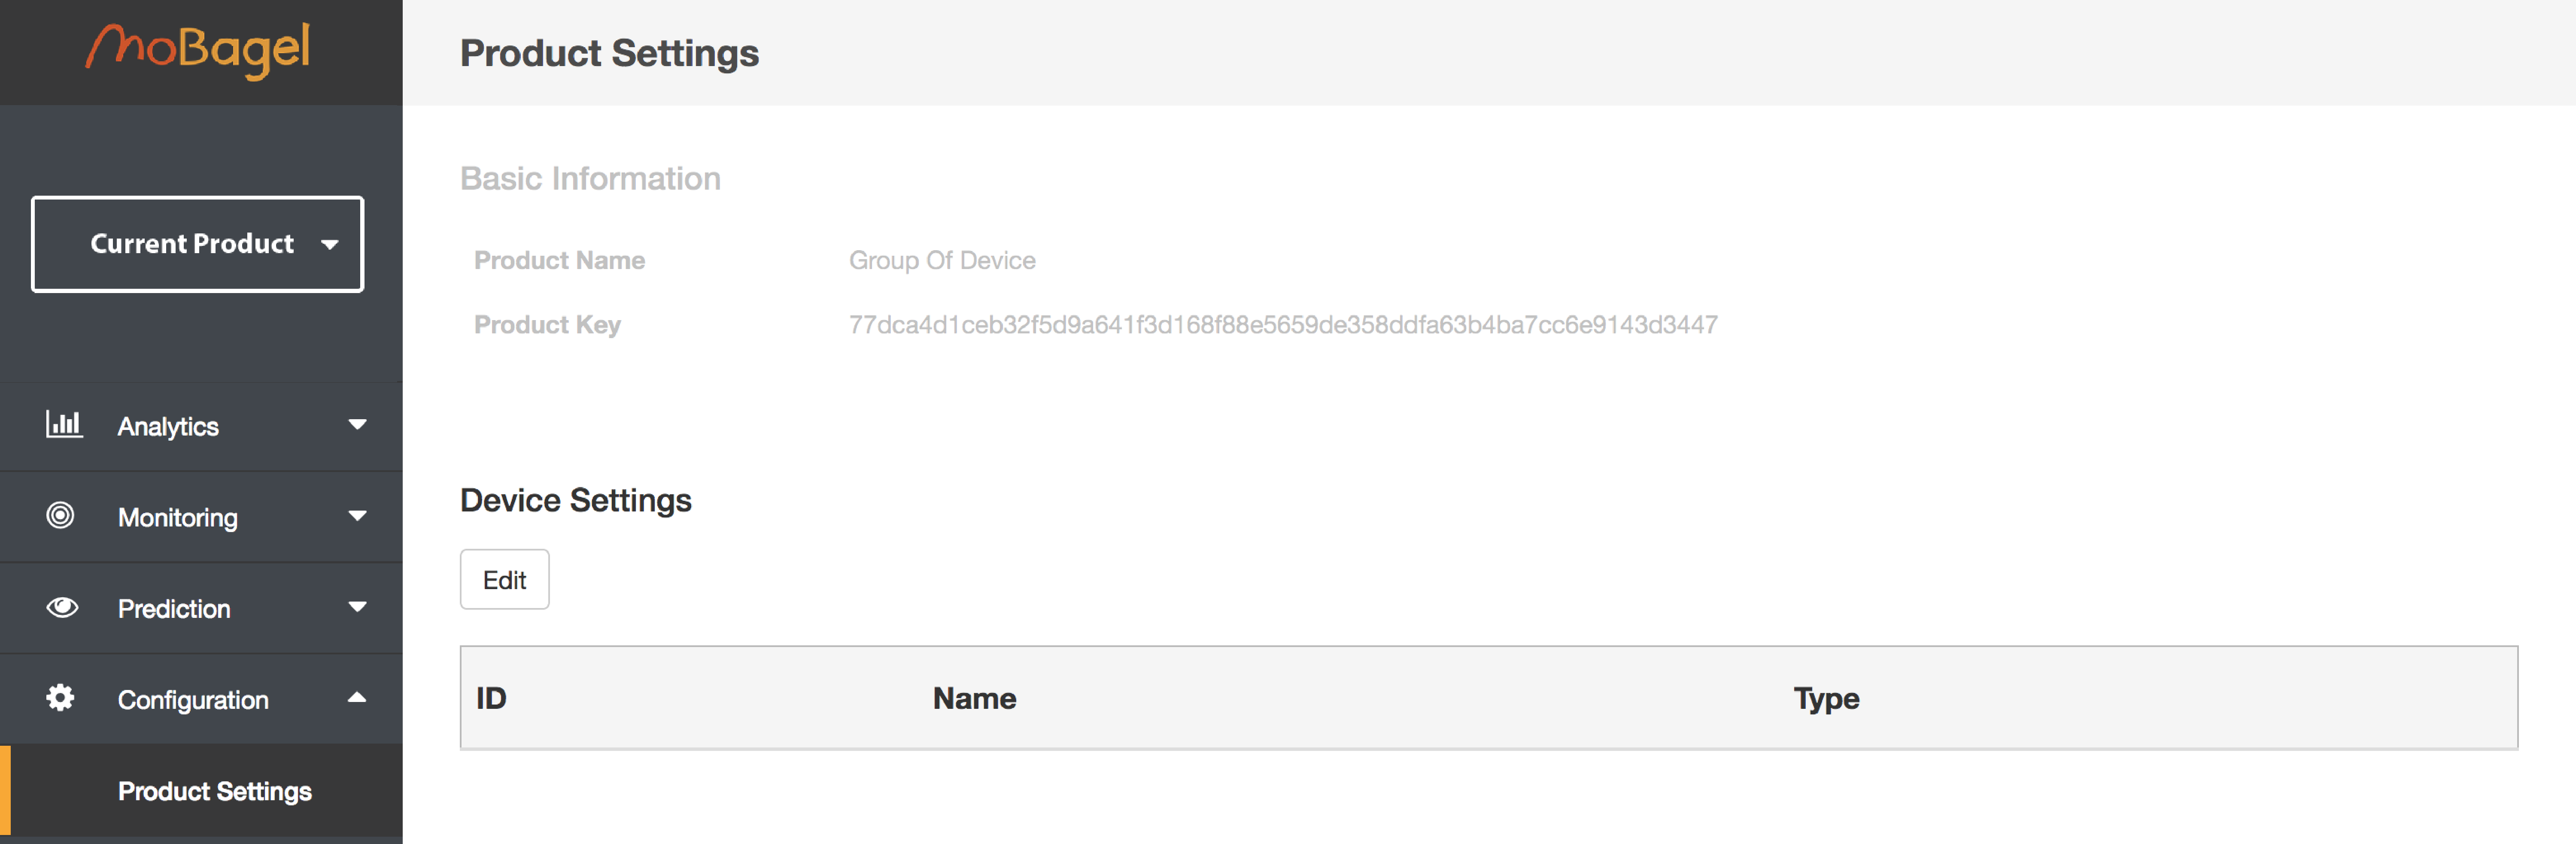 MoBagel
Current Product
Analytics
Monitoring
Prediction
Configuration
Product Settings
Product Settings
Basic Information
Product Name Group Of Device
Product Key 77dca4d1ceb32f5d9a641f3d168f88e5659de358ddfa63b4ba7cc6e9143d3447
Device Settings
Edit
ID Name Type